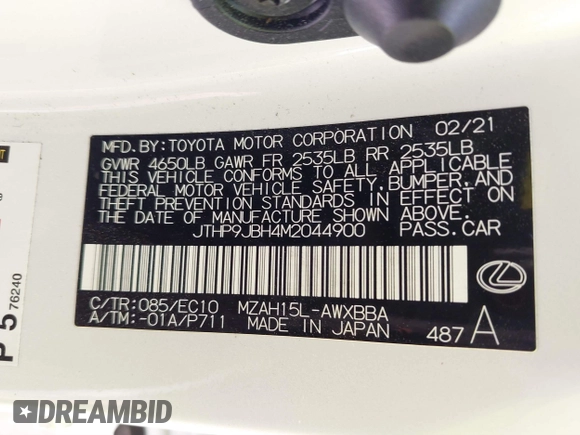 MFD.BY:TOYOTA MOTOR CORPORATION 02/21
GVWR 4650LB GAWR FR 2535LB RR 2535LB
THIS VEHICLE CONFORMS TO ALL APPLICABLE
FEDERAL MOTOR VEHICLE SAFETY,BUMPER,AND
THEFT PREVENTION STANDARDS IN EFFECT ON
THE DATE OF MANUFACTURE SHOWN ABOVE.
JTHP9JBH4M2044900 PASS.CAR
C/TR:085/EC10 MZAH15L-AWXBBA
A/TM:-01A/P711 MADE IN JAPAN 487A
P 5 76240
DREAMBID